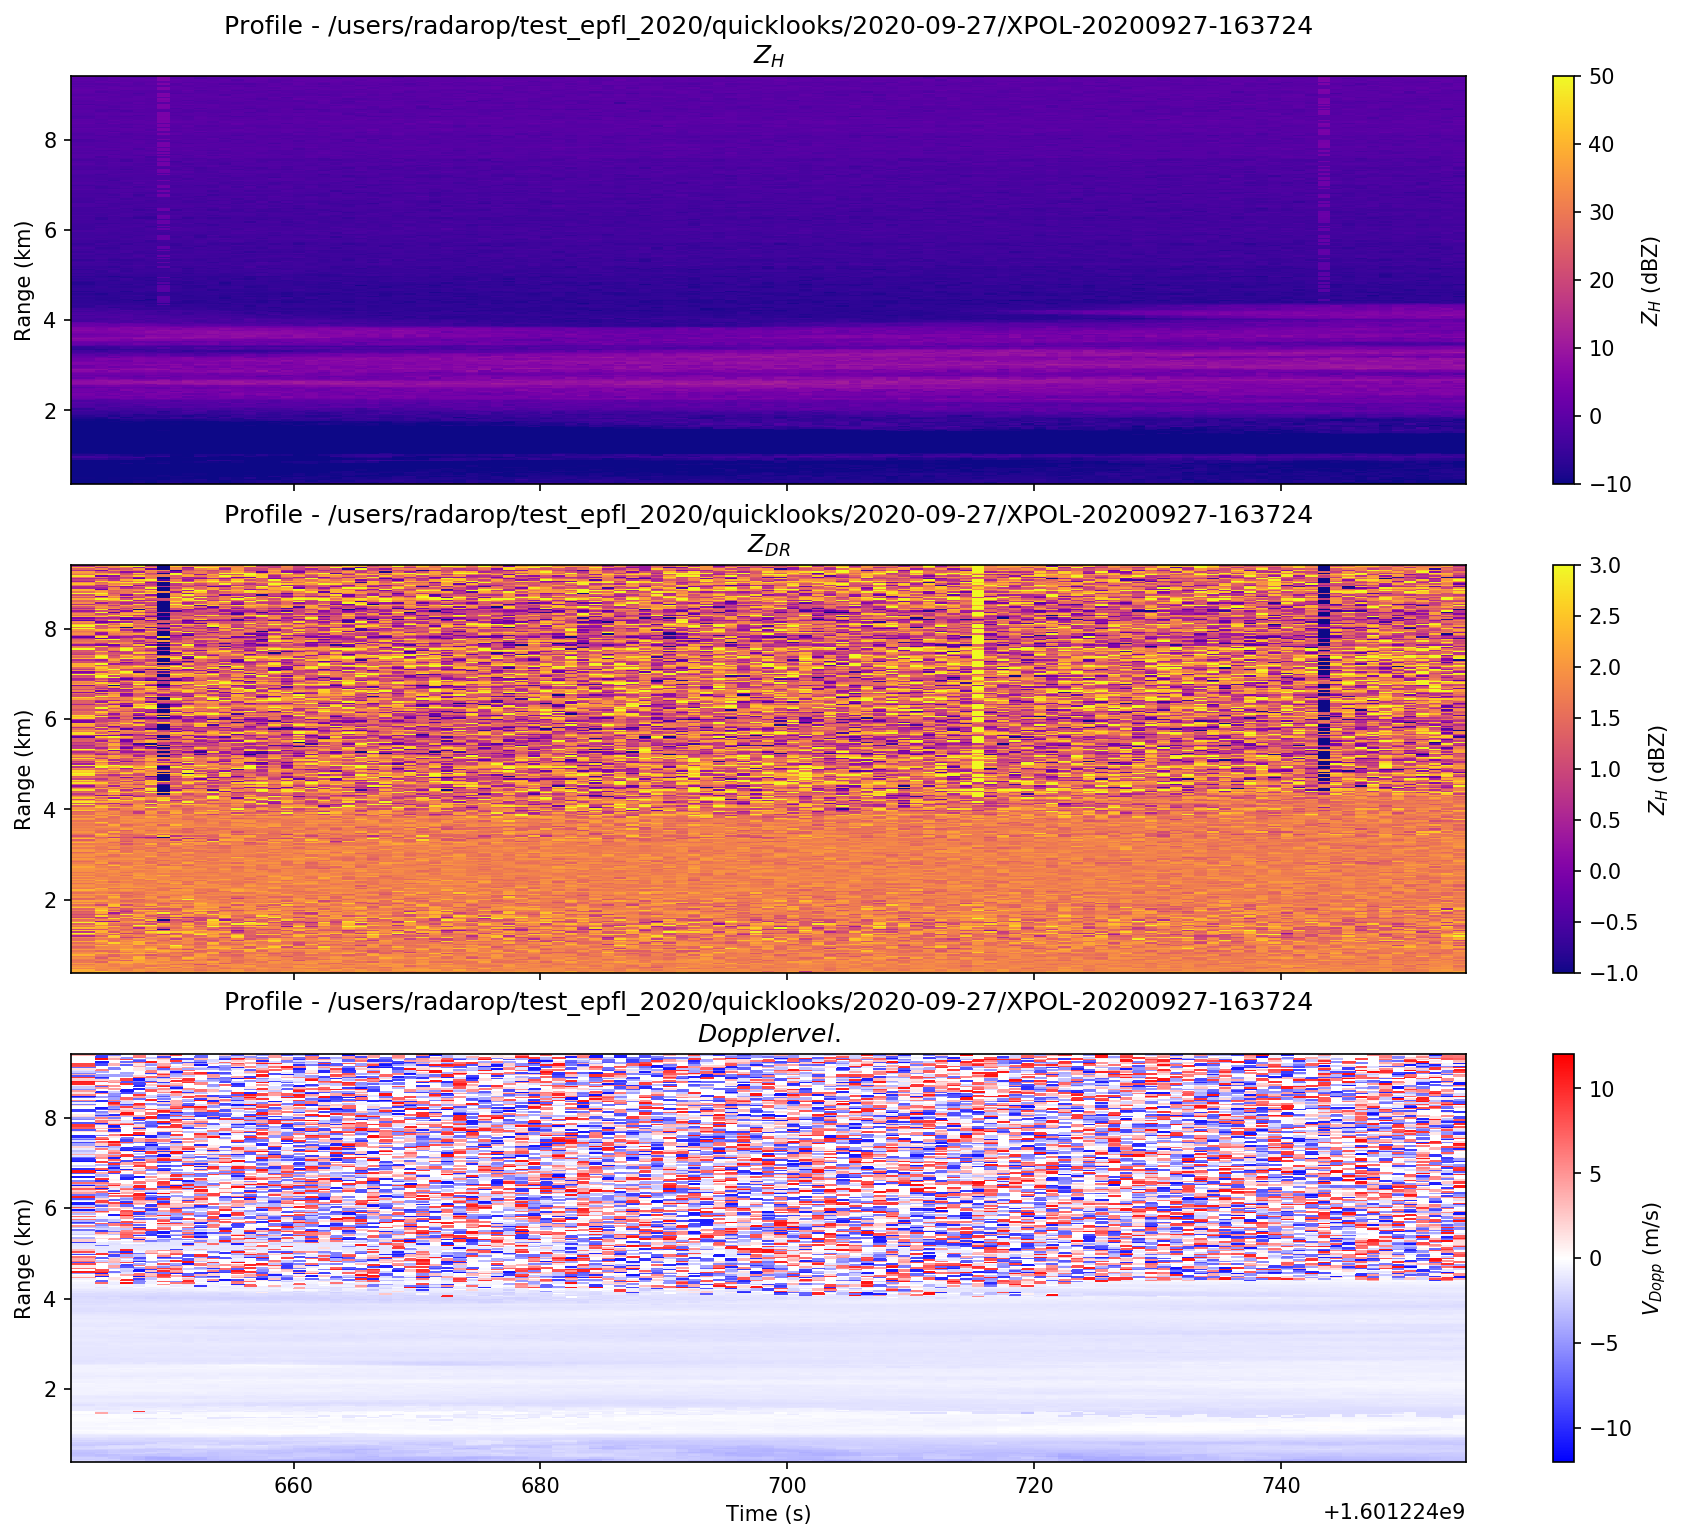 Profile - /users/radarop/test_epfl_2020/quicklooks/2020-09-27/XPOL-20200927-163724
Z_H
8
6
4
2
Range (km)
50
40
30
20
10
0
−10
Z_H (dBZ)
Profile - /users/radarop/test_epfl_2020/quicklooks/2020-09-27/XPOL-20200927-163724
Z_DR
8
6
4
2
Range (km)
3.0
2.5
2.0
1.5
1.0
0.5
0.0
−0.5
−1.0
Z_H (dBZ)
Profile - /users/radarop/test_epfl_2020/quicklooks/2020-09-27/XPOL-20200927-163724
Dopplervel.
8
6
4
2
Range (km)
10
5
0
−5
−10
V_Dopp (m/s)
660 680 700 720 740
Time (s)
+1.601224e9